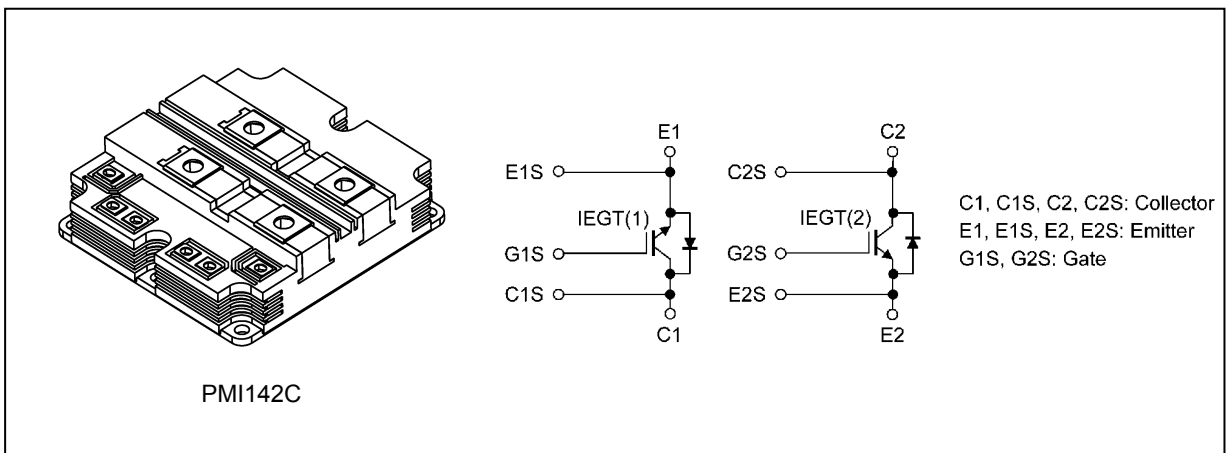 PMI142C
E1
E1S
IEGT(1)
G1S
C1S
C1
C2
C2S
IEGT(2)
G2S
E2S
E2
C1, C1S, C2, C2S: Collector
E1, E1S, E2, E2S: Emitter
G1S, G2S: Gate